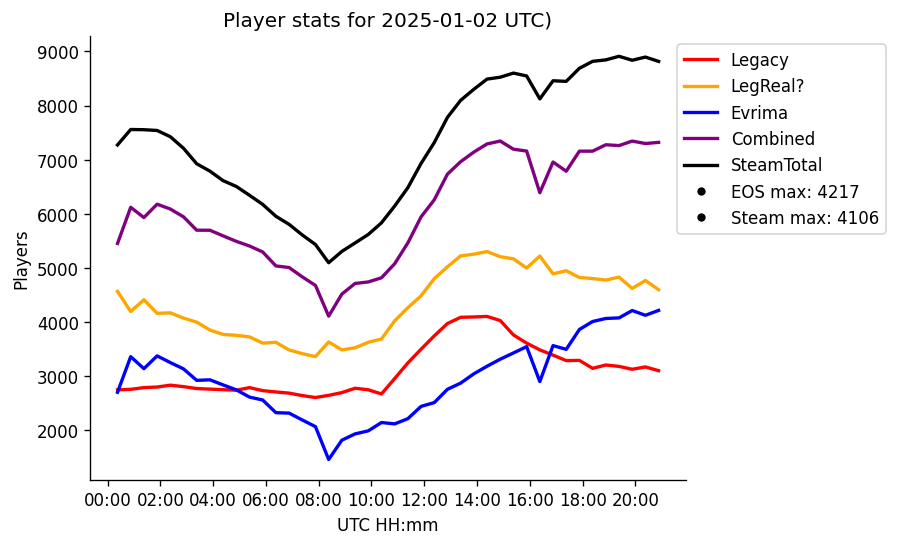 Player stats for 2025-01-02 UTC)
9000
8000
7000
6000
5000
4000
3000
2000
Players
00:00 02:00 04:00 06:00 08:00 10:00 12:00 14:00 16:00 18:00 20:00
UTC HH:mm
Legacy
LegReal?
Evrima
Combined
SteamTotal
EOS max: 4217
Steam max: 4106